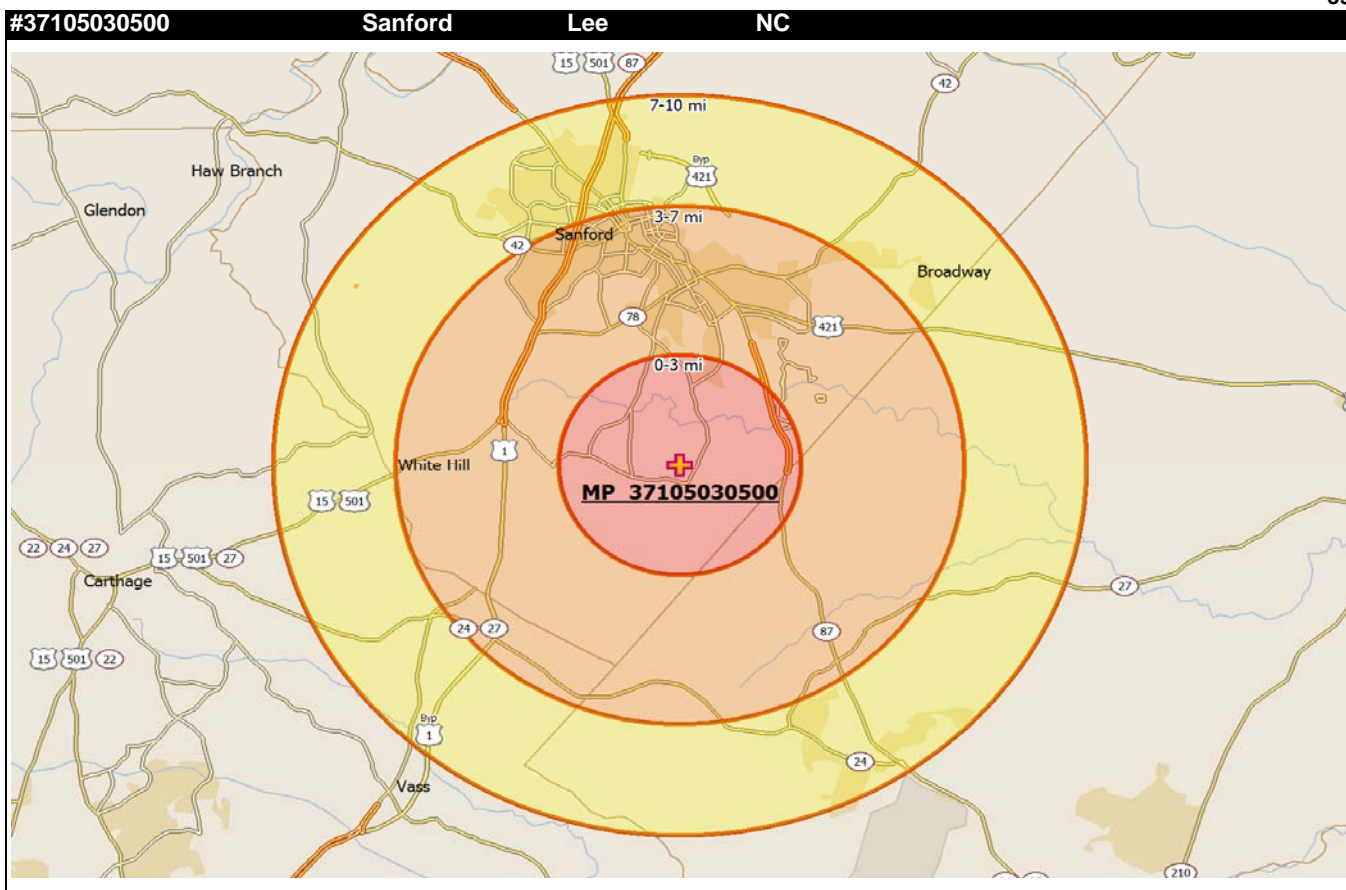 #37105030500 Sanford Lee NC
15 501 87
7-10 mi
42
Haw Branch
Byp
421
Glendon
3-7 mi
Sanford
42
Broadway
78
421
0-3 mi
1
White Hill
MP 37105030500
15 501
22 24 27
15 501 27
Carthage
27
24 27
87
15 501 22
Byp
1
24
Vass
210